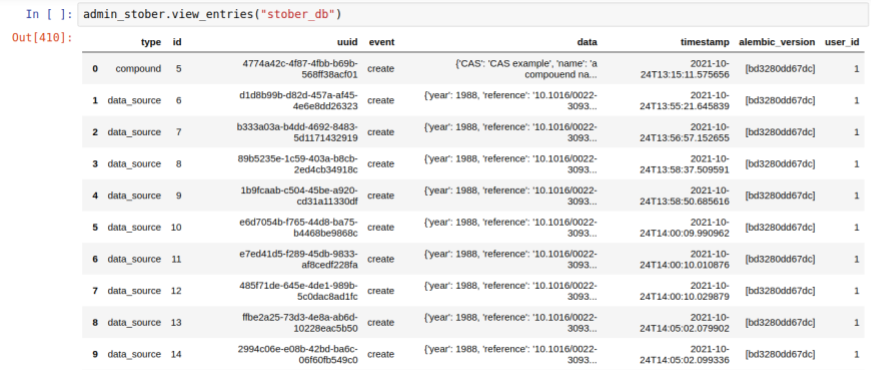 In [ ]: admin_stober.view_entries("stober_db")
Out[410]:
type id uuid event data timestamp alembic_version user_id
0 compound 5 4774a42c-4f87-4fbb-b69b- create {'CAS': 'CAS example', 'name': 'a 2021-10- [bd3280dd67dc] 1
568ff38acf01 compouend na... 24T13:15:11.575656
1 data_source 6 d1d8b99b-d82d-457a-af45- create {'year': 1988, 'reference': '10.1016/0022- 2021-10- [bd3280dd67dc] 1
4e6e8dd26323 3093... 24T13:55:21.645839
2 data_source 7 b333a03a-b4dd-4692-8483- create {'year': 1988, 'reference': '10.1016/0022- 2021-10- [bd3280dd67dc] 1
5d1171432919 3093... 24T13:56:57.152655
3 data_source 8 89b5235e-1c59-403a-b8cb- create {'year': 1988, 'reference': '10.1016/0022- 2021-10- [bd3280dd67dc] 1
2ed4cb34918c 3093... 24T13:58:37.509591
4 data_source 9 1b9fcaab-c504-45be-a920- create {'year': 1988, 'reference': '10.1016/0022- 2021-10- [bd3280dd67dc] 1
cd31a11330df 3093... 24T13:58:50.685616
5 data_source 10 e6d7054b-f765-44d8-ba75- create {'year': 1988, 'reference': '10.1016/0022- 2021-10- [bd3280dd67dc] 1
b4468be9868c 3093... 24T14:00:09.990962
6 data_source 11 e7ed41d5-f289-45db-9833- create {'year': 1988, 'reference': '10.1016/0022- 2021-10- [bd3280dd67dc] 1
af8cedf228fa 3093... 24T14:00:10.010876
7 data_source 12 485f71de-645e-4de1-989b- create {'year': 1988, 'reference': '10.1016/0022- 2021-10- [bd3280dd67dc] 1
5c0dac8ad1fc 3093... 24T14:00:10.029879
8 data_source 13 ffbe2a25-73d3-4e8a-ab6d- create {'year': 1988, 'reference': '10.1016/0022- 2021-10- [bd3280dd67dc] 1
10228eac5b50 3093... 24T14:05:02.079902
9 data_source 14 2994c06e-e08b-42bd-ba6c- create {'year': 1988, 'reference': '10.1016/0022- 2021-10- [bd3280dd67dc] 1
06f60fb549c0 3093... 24T14:05:02.099336